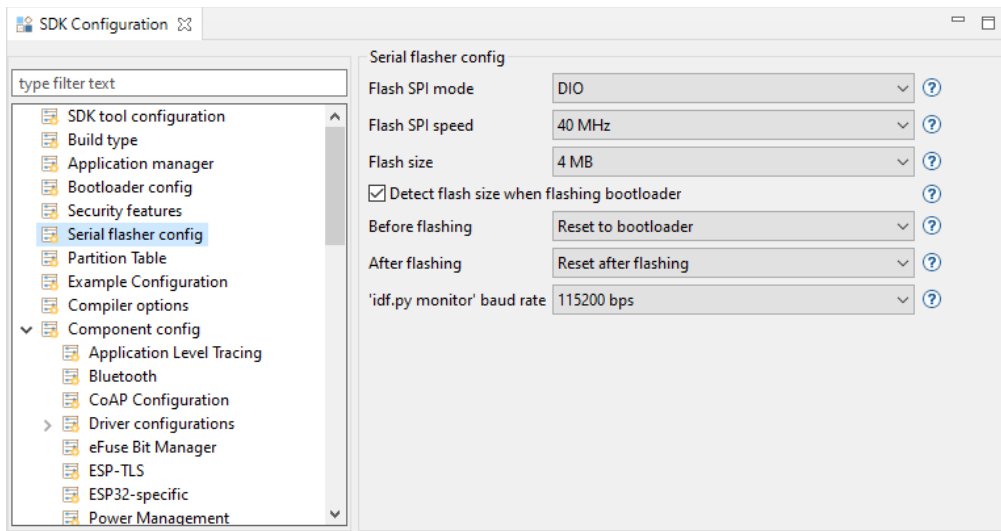 SDK Configuration
Serial flasher config
type filter text
SDK tool configuration
Build type
Application manager
Bootloader config
Security features
Serial flasher config
Partition Table
Example Configuration
Compiler options
Component config
Application Level Tracing
Bluetooth
CoAP Configuration
Driver configurations
eFuse Bit Manager
ESP-TLS
ESP32-specific
Power Management
Flash SPI mode DIO ?
Flash SPI speed 40 MHz ?
Flash size 4 MB ?
Detect flash size when flashing bootloader ?
Before flashing Reset to bootloader ?
After flashing Reset after flashing ?
'idf.py monitor' baud rate 115200 bps ?